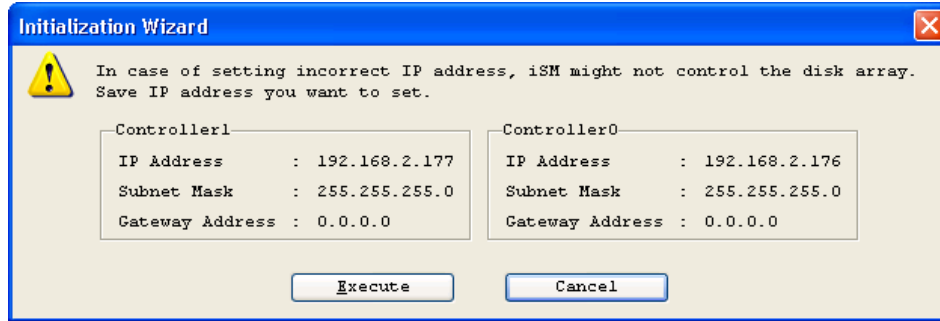 Initialization Wizard
In case of setting incorrect IP address, iSM might not control the disk array.
Save IP address you want to set.
Controller1
IP Address : 192.168.2.177
Subnet Mask : 255.255.255.0
Gateway Address : 0.0.0.0
Controller0
IP Address : 192.168.2.176
Subnet Mask : 255.255.255.0
Gateway Address : 0.0.0.0
Execute
Cancel